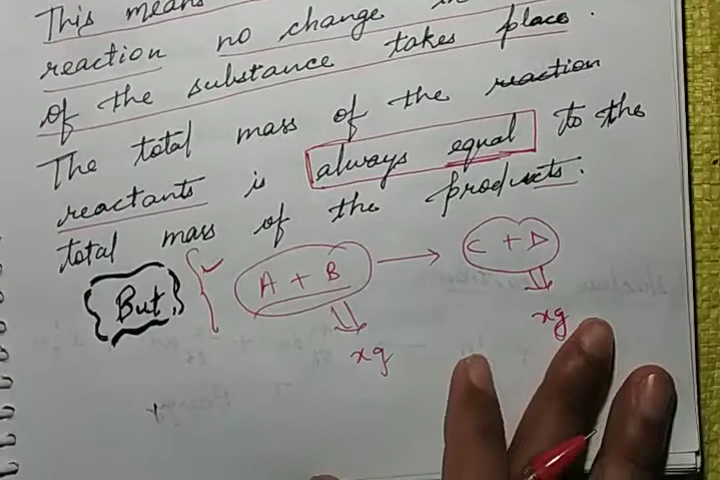 This means
reaction no change
of the substance takes place.
The total mass of the reaction
reactants is always equal to the
total mass of the products.
But, A + B → C + D
xg xg